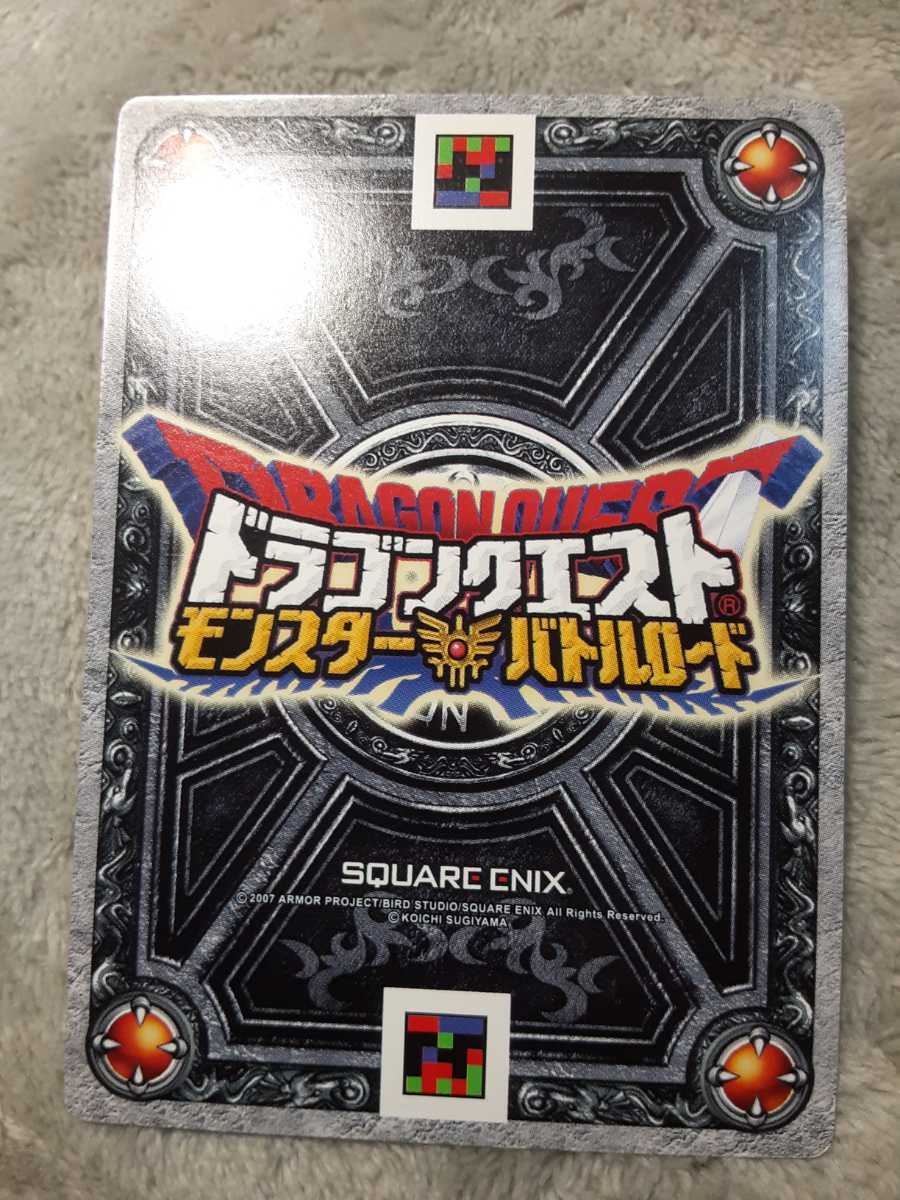 DRAGON QUEST
ドラゴンクエスト®
モンスターバトルロード
ON
SQUARE ENIX®
© 2007 ARMOR PROJECT/BIRD STUDIO/SQUARE ENIX All Rights Reserved.
© KOICHI SUGIYAMA